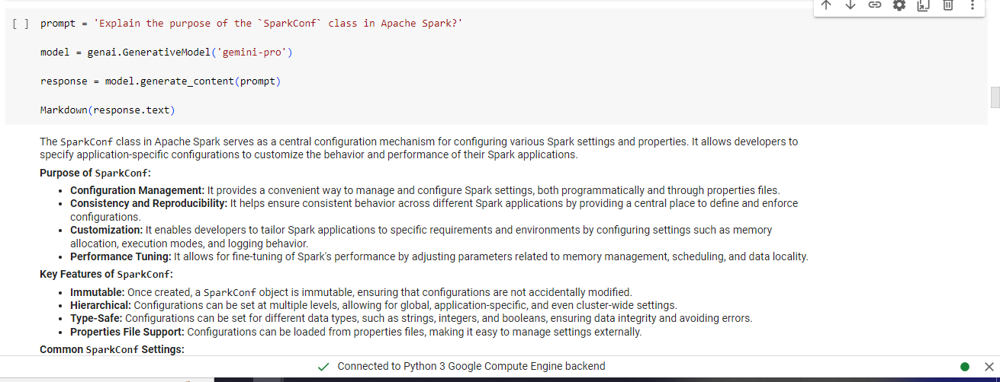 [ ] prompt = 'Explain the purpose of the `SparkConf` class in Apache Spark?'
model = genai.GenerativeModel('gemini-pro')
response = model.generate_content(prompt)
Markdown(response.text)
The SparkConf class in Apache Spark serves as a central configuration mechanism for configuring various Spark settings and properties. It allows developers to
specify application-specific configurations to customize the behavior and performance of their Spark applications.
Purpose of SparkConf:
• Configuration Management: It provides a convenient way to manage and configure Spark settings, both programmatically and through properties files.
• Consistency and Reproducibility: It helps ensure consistent behavior across different Spark applications by providing a central place to define and enforce
configurations.
• Customization: It enables developers to tailor Spark applications to specific requirements and environments by configuring settings such as memory
allocation, execution modes, and logging behavior.
• Performance Tuning: It allows for fine-tuning of Spark's performance by adjusting parameters related to memory management, scheduling, and data locality.
Key Features of SparkConf:
• Immutable: Once created, a SparkConf object is immutable, ensuring that configurations are not accidentally modified.
• Hierarchical: Configurations can be set at multiple levels, allowing for global, application-specific, and even cluster-wide settings.
• Type-Safe: Configurations can be set for different data types, such as strings, integers, and booleans, ensuring data integrity and avoiding errors.
• Properties File Support: Configurations can be loaded from properties files, making it easy to manage settings externally.
Common SparkConf Settings:
Connected to Python 3 Google Compute Engine backend